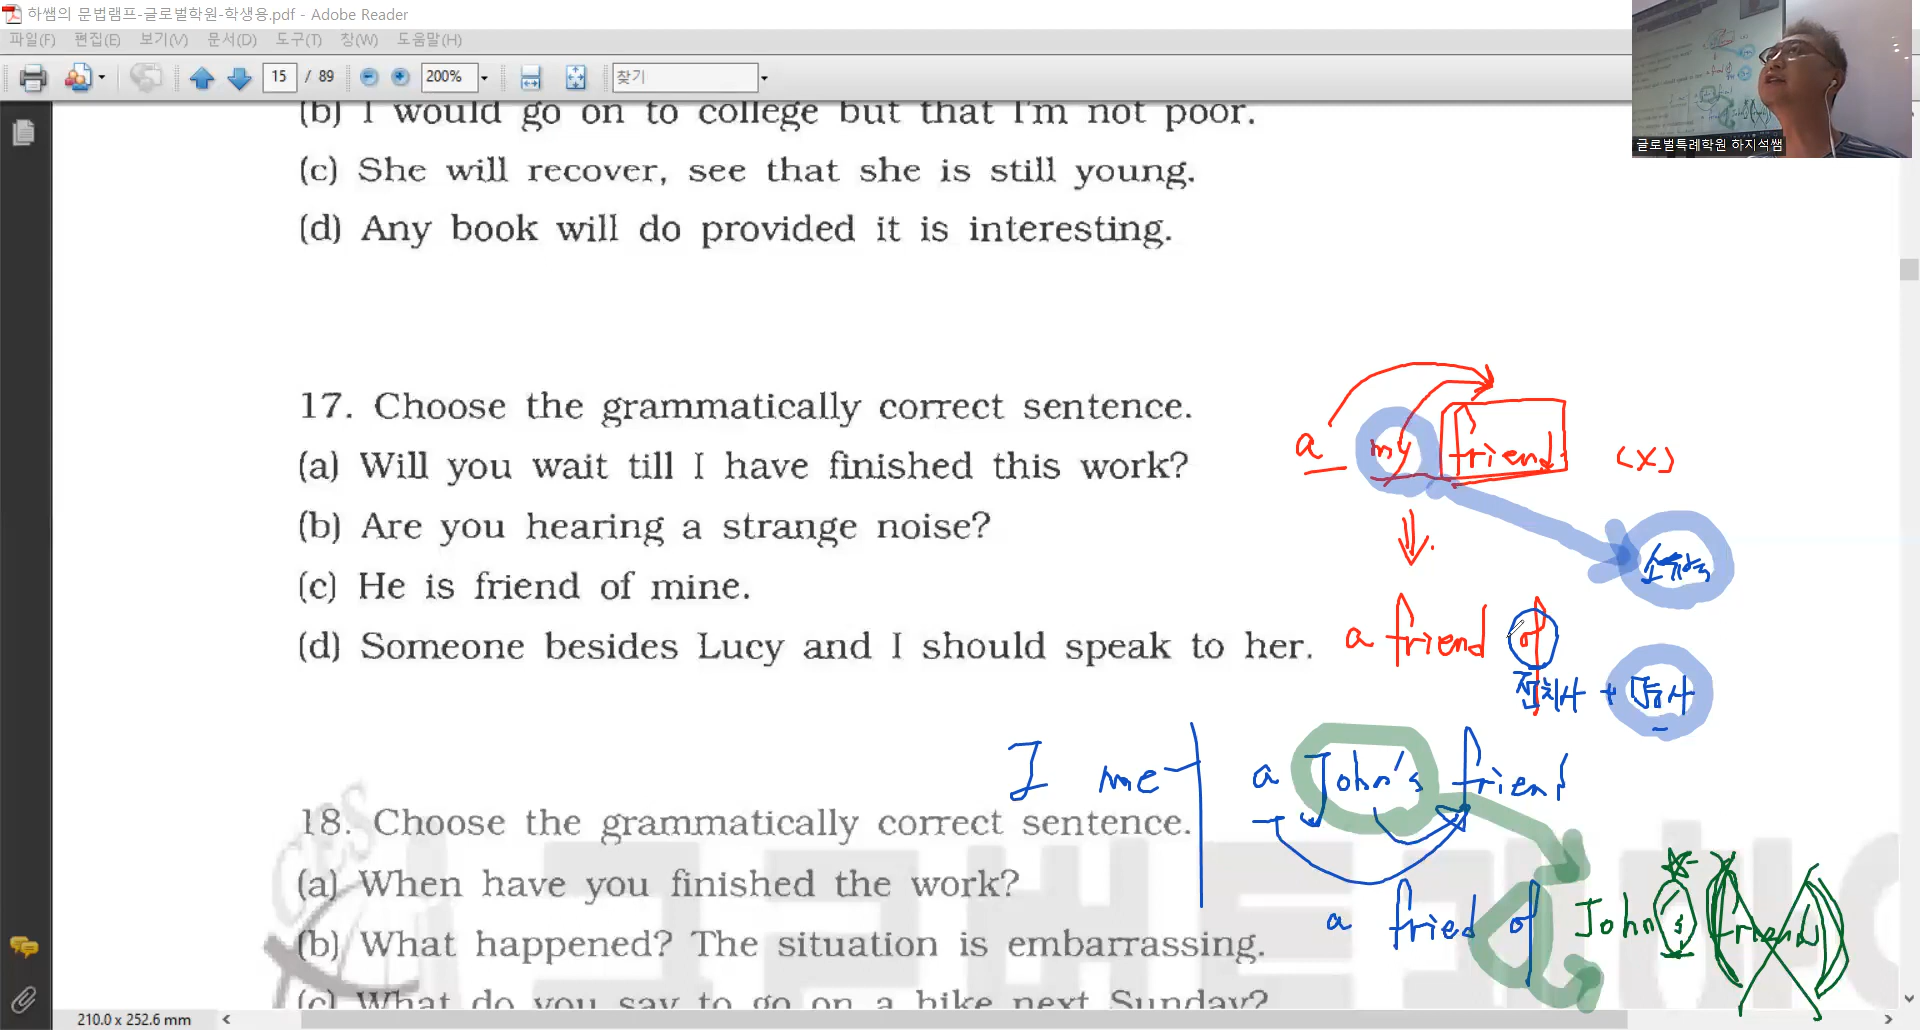 하쌤의 문법램프-글로벌학원-학생용.pdf - Adobe Reader
파일(F) 편집(E) 보기(V) 문서(D) 도구(T) 창(W) 도움말(H)
15 / 89 200% 찾기
글로벌특례학원 하지석쌤
(b) I would go on to college but that I'm not poor.
(c) She will recover, see that she is still young.
(d) Any book will do provided it is interesting.
17. Choose the grammatically correct sentence.
(a) Will you wait till I have finished this work?
(b) Are you hearing a strange noise?
(c) He is friend of mine.
(d) Someone besides Lucy and I should speak to her.
a my friend (x)
소유격
a friend of
전치사 + 명사
I me
a John's friend
a fried of John's friend
18. Choose the grammatically correct sentence.
(a) When have you finished the work?
(b) What happened? The situation is embarrassing.
(c) What do you say to go on a bike next Sunday?
210.0 x 252.6 mm